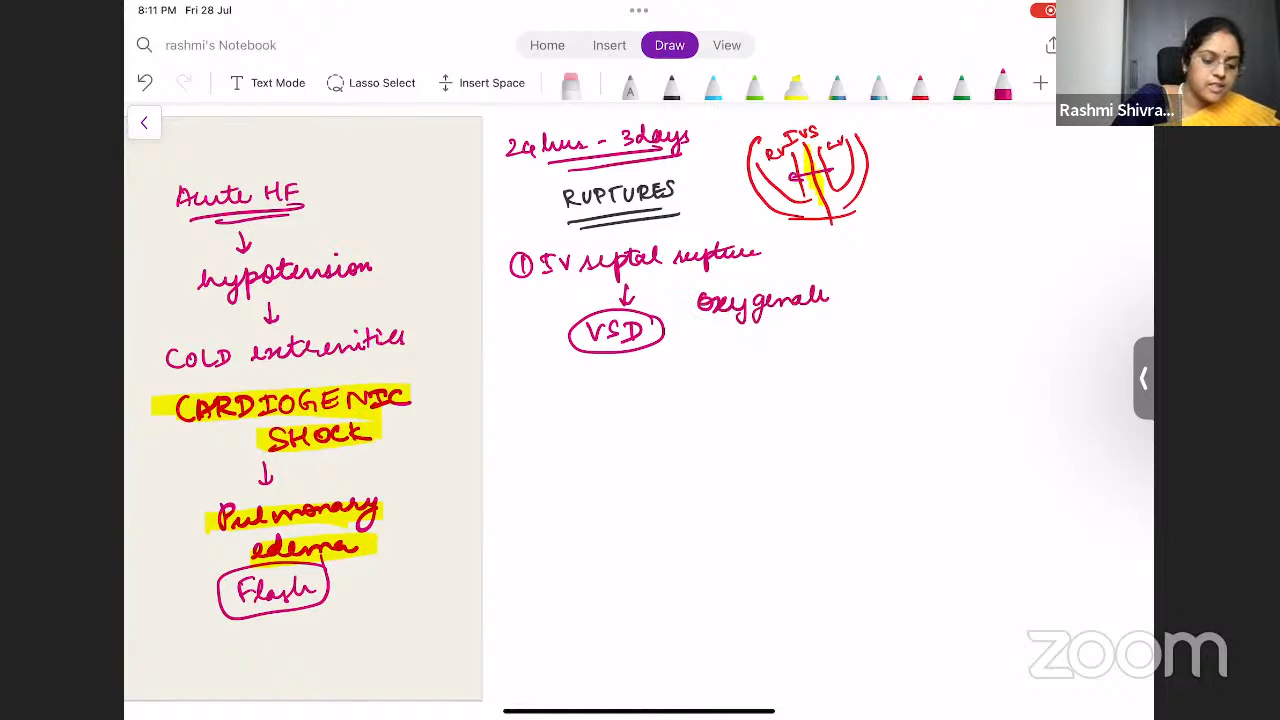 8:11 PM Fri 28 Jul
rashmi's Notebook
Home
Insert
Draw
View
Text Mode
Lasso Select
Insert Space
A
Rashmi Shivra...
Acute HF
hypotension
COLD extremities
CARDIOGENIC
SHOCK
Pulmonary
edema
Flash
24 hrs - 3 days
RUPTURES
IVS
RV
LV
① IV septal rupture
VSD
Oxygenate
zoom